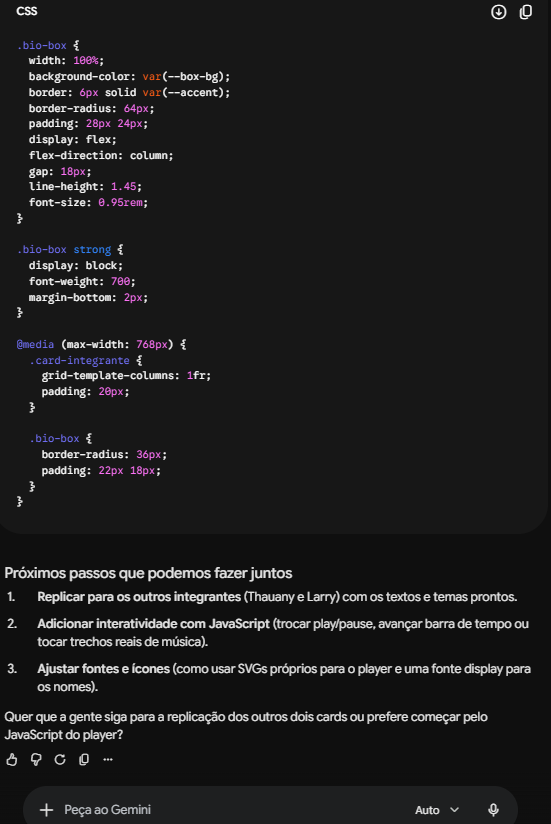 CSS
.bio-box {
  width: 100%;
  background-color: var(--box-bg);
  border: 6px solid var(--accent);
  border-radius: 64px;
  padding: 28px 24px;
  display: flex;
  flex-direction: column;
  gap: 18px;
  line-height: 1.45;
  font-size: 0.95rem;
}
.bio-box strong {
  display: block;
  font-weight: 700;
  margin-bottom: 2px;
}
@media (max-width: 768px) {
  .card-integrante {
    grid-template-columns: 1fr;
    padding: 20px;
  }
  .bio-box {
    border-radius: 36px;
    padding: 22px 18px;
  }
}
Próximos passos que podemos fazer juntos
1. Replicar para os outros integrantes (Thauany e Larry) com os textos e temas prontos.
2. Adicionar interatividade com JavaScript (trocar play/pause, avançar barra de tempo ou
tocar trechos reais de música).
3. Ajustar fontes e ícones (como usar SVGs próprios para o player e uma fonte display para
os nomes).
Quer que a gente siga para a replicação dos outros dois cards ou prefere começar pelo
JavaScript do player?
Peça ao Gemini
Auto